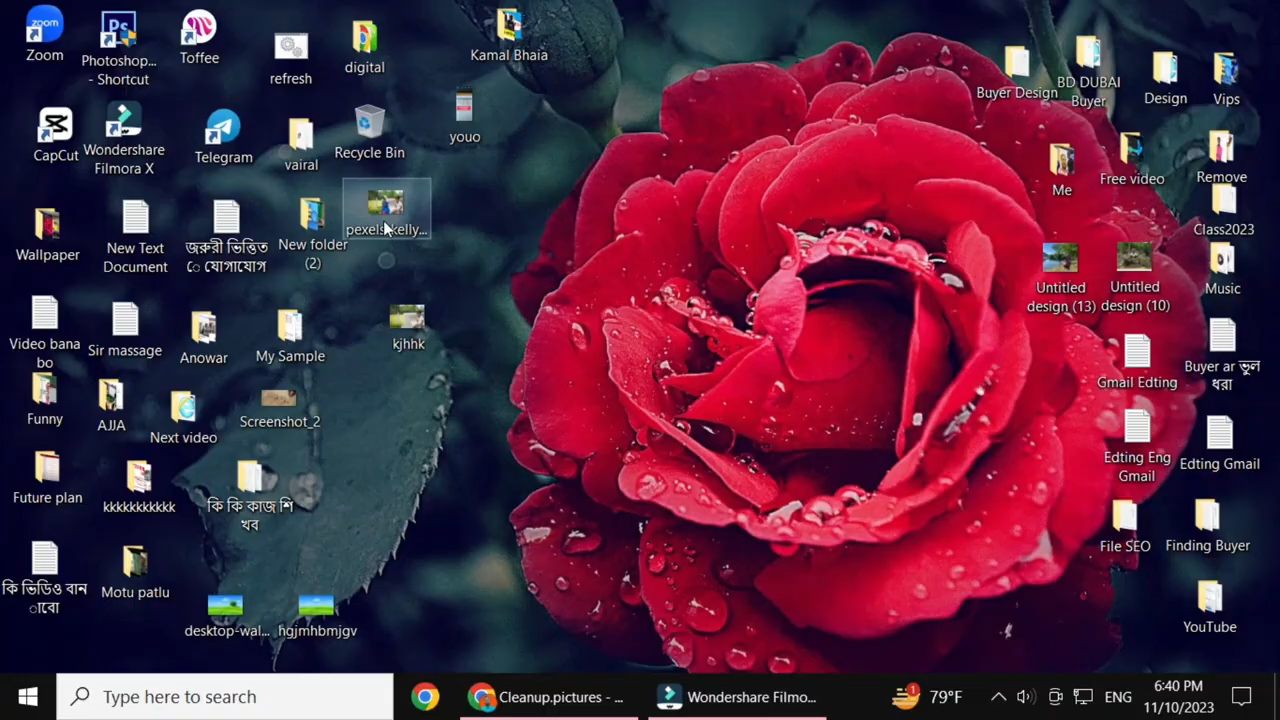 Zoom
Photoshop...
- Shortcut
Toffee
refresh
digital
Kamal Bhaia
Buyer Design
BD DUBAI
Buyer
Design
Vips
CapCut
Wondershare
Filmora X
Telegram
vairal
Recycle Bin
youo
Me
Free video
Remove
Wallpaper
New Text
Document
জরুরী ভিত্তিত
ে যোগাযোগ
New folder
(2)
pexels-kelly...
Class2023
Untitled
design (13)
Untitled
design (10)
Music
Video bana
bo
Sir massage
Anowar
My Sample
kjhhk
Gmail Edting
Buyer ar ভুল
ধরা
Funny
AJJA
Next video
Screenshot_2
Edting Eng
Gmail
Edting Gmail
Future plan
kkkkkkkkkkk
কি কি কাজ শি
খব
File SEO
Finding Buyer
কি ভিডিও বান
াবো
Motu patlu
desktop-wal...
hgjmhbmjgv
YouTube
Type here to search
Cleanup.pictures - ...
Wondershare Filmo...
79°F
ENG
6:40 PM
11/10/2023